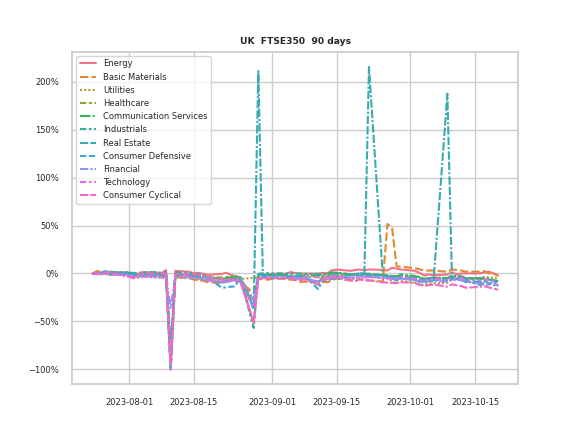 UK FTSE350 90 days
200%
150%
100%
50%
0%
−50%
−100%
Energy
Basic Materials
Utilities
Healthcare
Communication Services
Industrials
Real Estate
Consumer Defensive
Financial
Technology
Consumer Cyclical
2023-08-01
2023-08-15
2023-09-01
2023-09-15
2023-10-01
2023-10-15